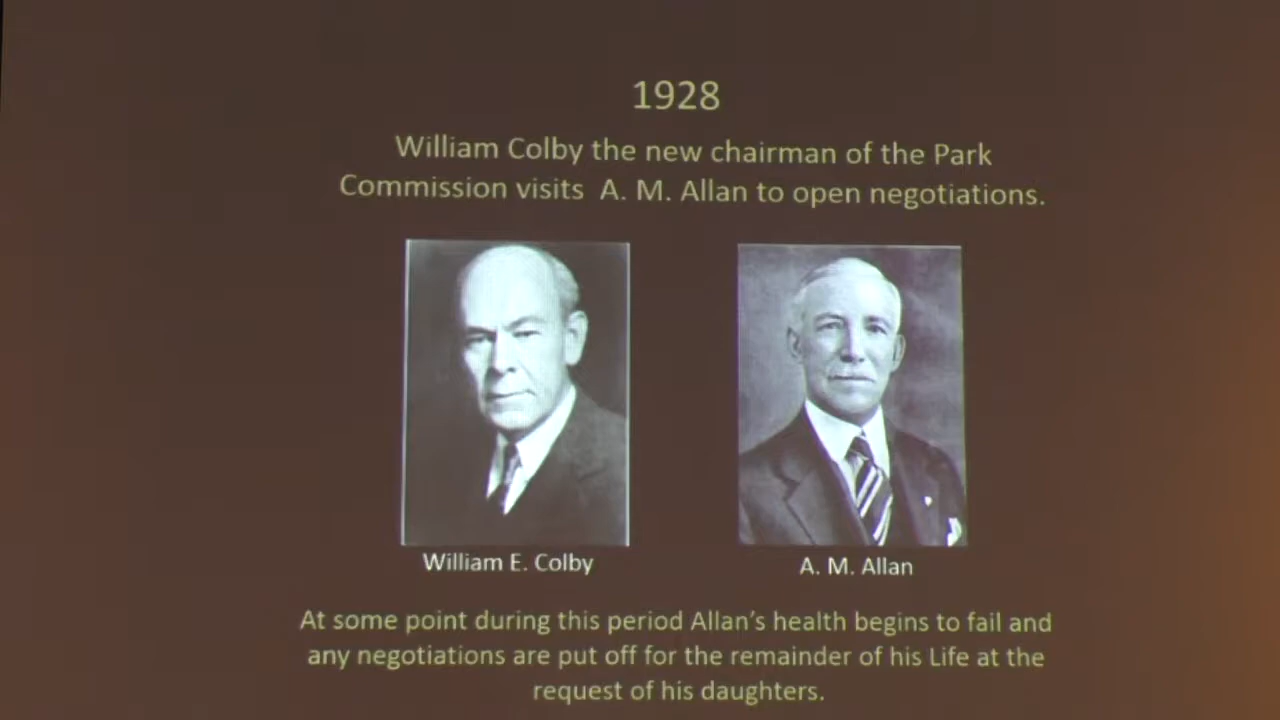 1928
William Colby the new chairman of the Park
Commission visits A. M. Allan to open negotiations.
William E. Colby
A. M. Allan
At some point during this period Allan's health begins to fail and
any negotiations are put off for the remainder of his Life at the
request of his daughters.